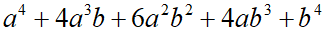 a⁴ + 4a³b + 6a²b² + 4ab³ + b⁴